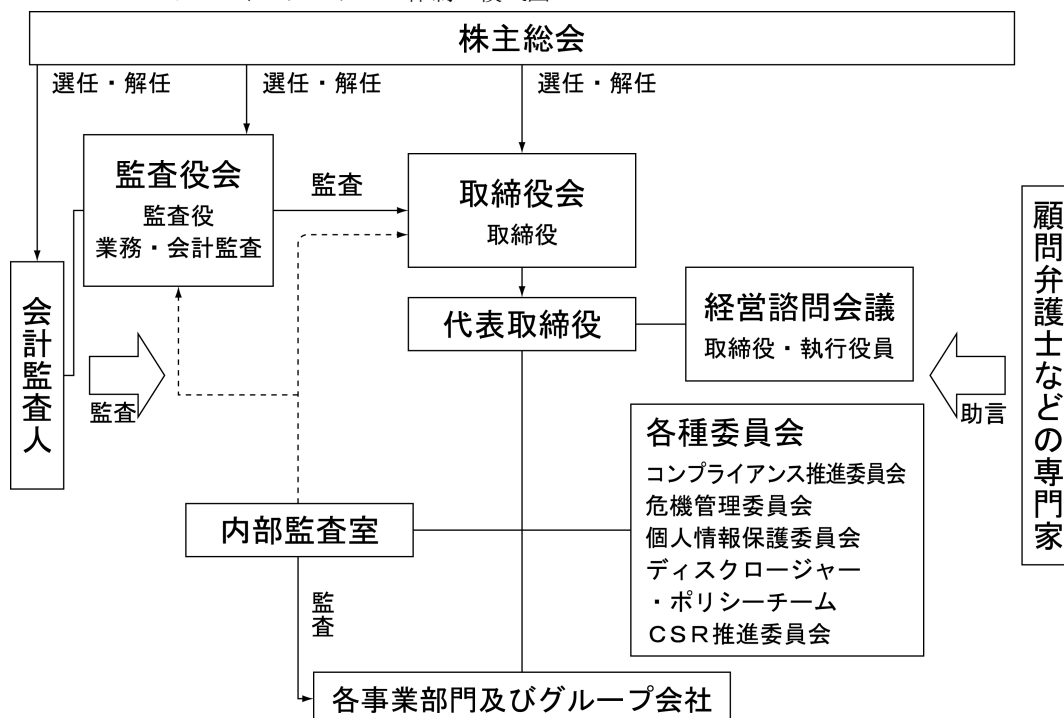 株主総会
選任・解任
選任・解任
選任・解任
監査役会
監査役
業務・会計監査
監査
取締役会
取締役
顧問弁護士などの専門家
会計監査人
代表取締役
経営諮問会議
取締役・執行役員
監査
助言
各種委員会
コンプライアンス推進委員会
危機管理委員会
個人情報保護委員会
ディスクロージャー
・ポリシーチーム
CSR推進委員会
内部監査室
監査
各事業部門及びグループ会社